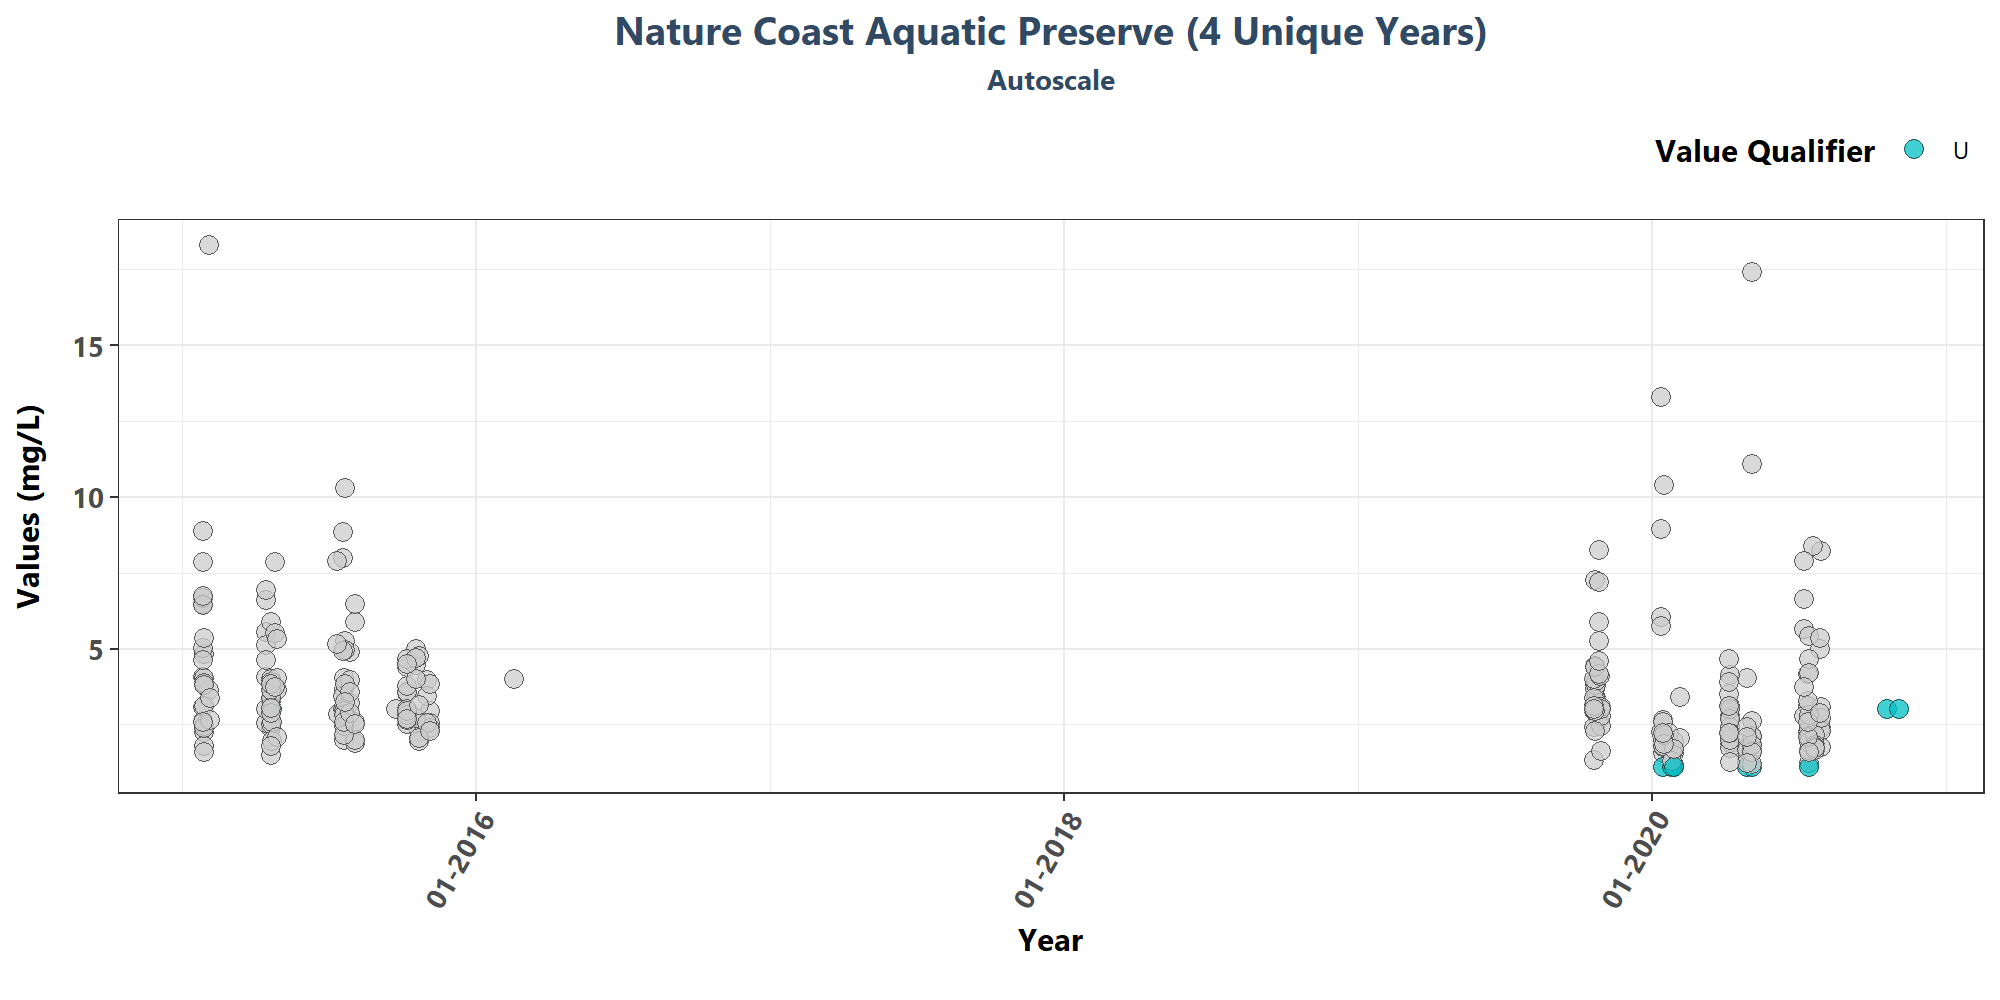 Nature Coast Aquatic Preserve (4 Unique Years)
Autoscale
Value Qualifier U
Values (mg/L)
15
10
5
01-2016
01-2018
01-2020
Year